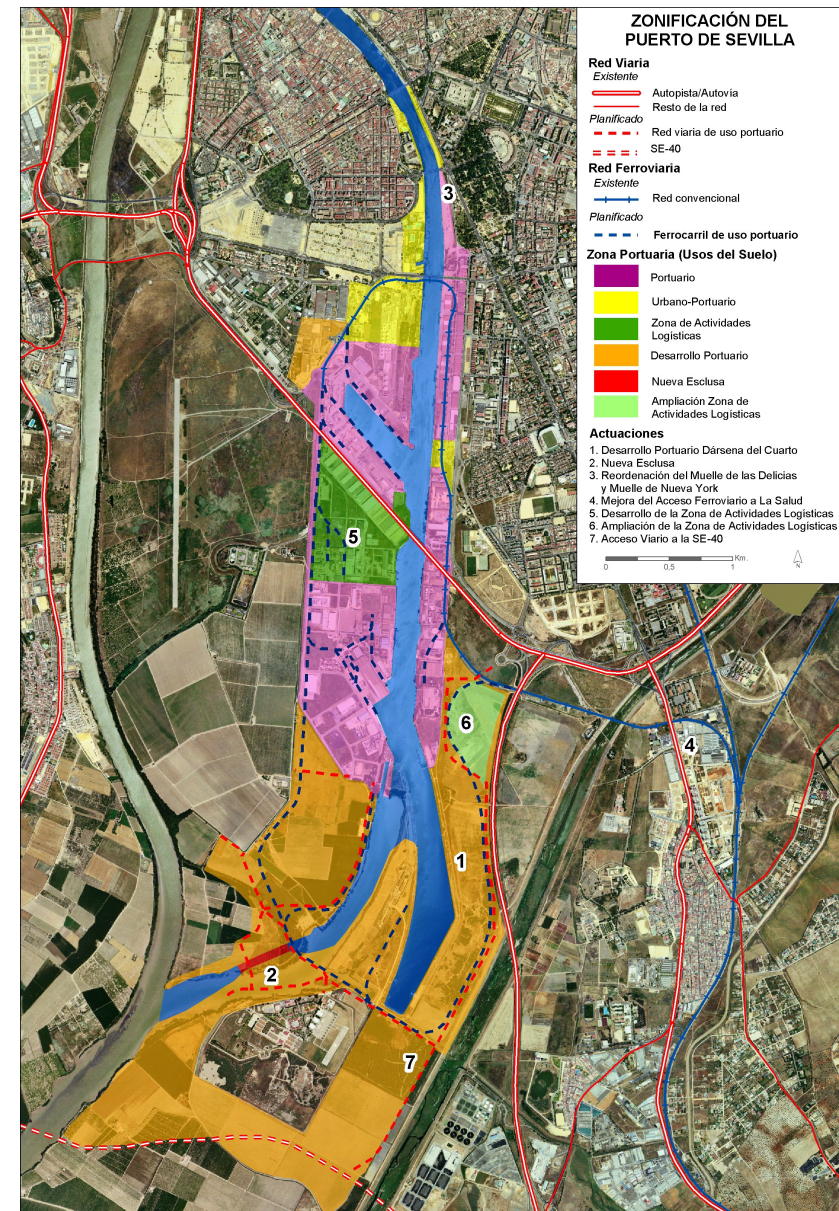 ZONIFICACIÓN DEL
PUERTO DE SEVILLA
Red Viaria
Existente
Autopista/Autovia
Resto de la red
Planificado
Red viaria de uso portuario
SE-40
Red Ferroviaria
Existente
Red convencional
Planificado
Ferrocarril de uso portuario
Zona Portuaria (Usos del Suelo)
Portuario
Urbano-Portuario
Zona de Actividades
Logísticas
Desarrollo Portuario
Nueva Esclusa
Ampliación Zona de
Actividades Logísticas
Actuaciones
1. Desarrollo Portuario Dársena del Cuarto
2. Nueva Esclusa
3. Reordenación del Muelle de las Delicias
y Muelle de Nueva York
4. Mejora del Acceso Ferroviario a La Salud
5. Desarrollo de la Zona de Actividades Logísticas
6. Ampliación de la Zona de Actividades Logísticas
7. Acceso Viario a la SE-40
Km.
0 0,5 1
N
3
5
6
4
1
2
7